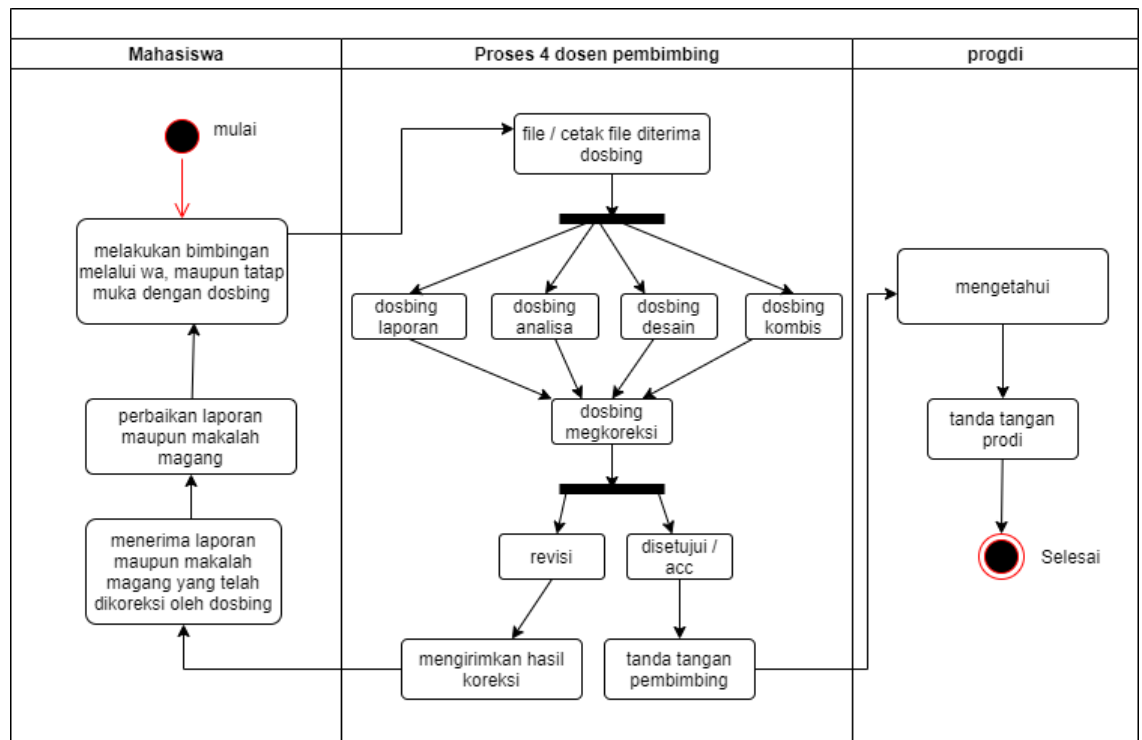 Mahasiswa
Proses 4 dosen pembimbing
progdi
mulai
melakukan bimbingan
melalui wa, maupun tatap
muka dengan dosbing
perbaikan laporan
maupun makalah
magang
menerima laporan
maupun makalah
magang yang telah
dikoreksi oleh dosbing
file / cetak file diterima
dosbing
dosbing
laporan
dosbing
analisa
dosbing
desain
dosbing
kombis
dosbing
megkoreksi
revisi
disetujui /
acc
mengirimkan hasil
koreksi
tanda tangan
pembimbing
mengetahui
tanda tangan
prodi
Selesai